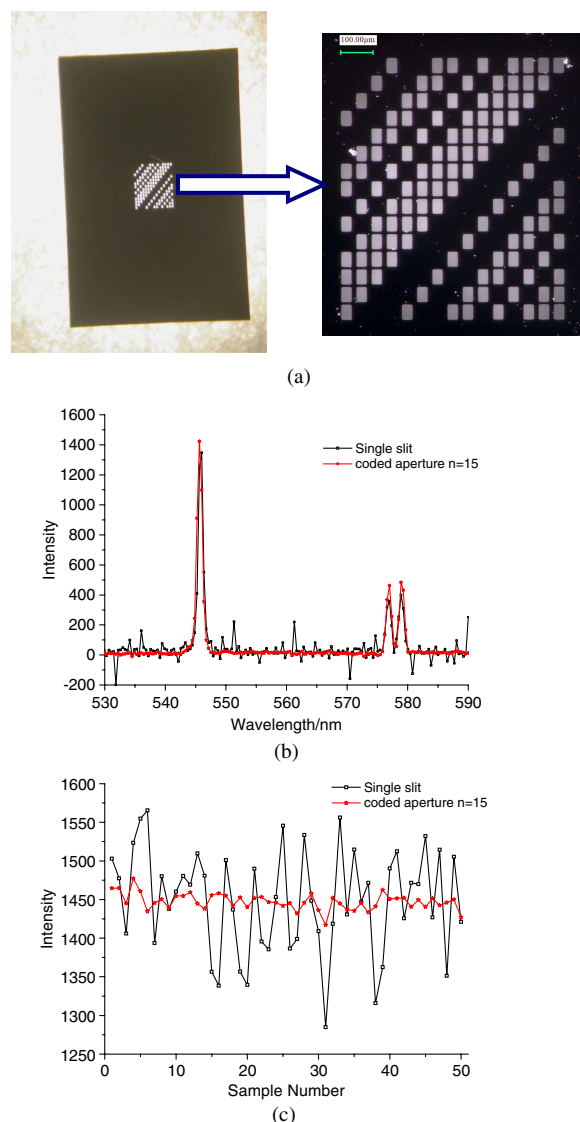 100.00μm
(a)
1600
1400
1200
1000
800
600
400
200
0
-200
Intensity
Single slit
coded aperture n=15
530
540
550
560
570
580
590
Wavelength/nm
(b)
1600
1550
1500
1450
1400
1350
1300
1250
Intensity
Single slit
coded aperture n=15
0
10
20
30
40
50
Sample Number
(c)